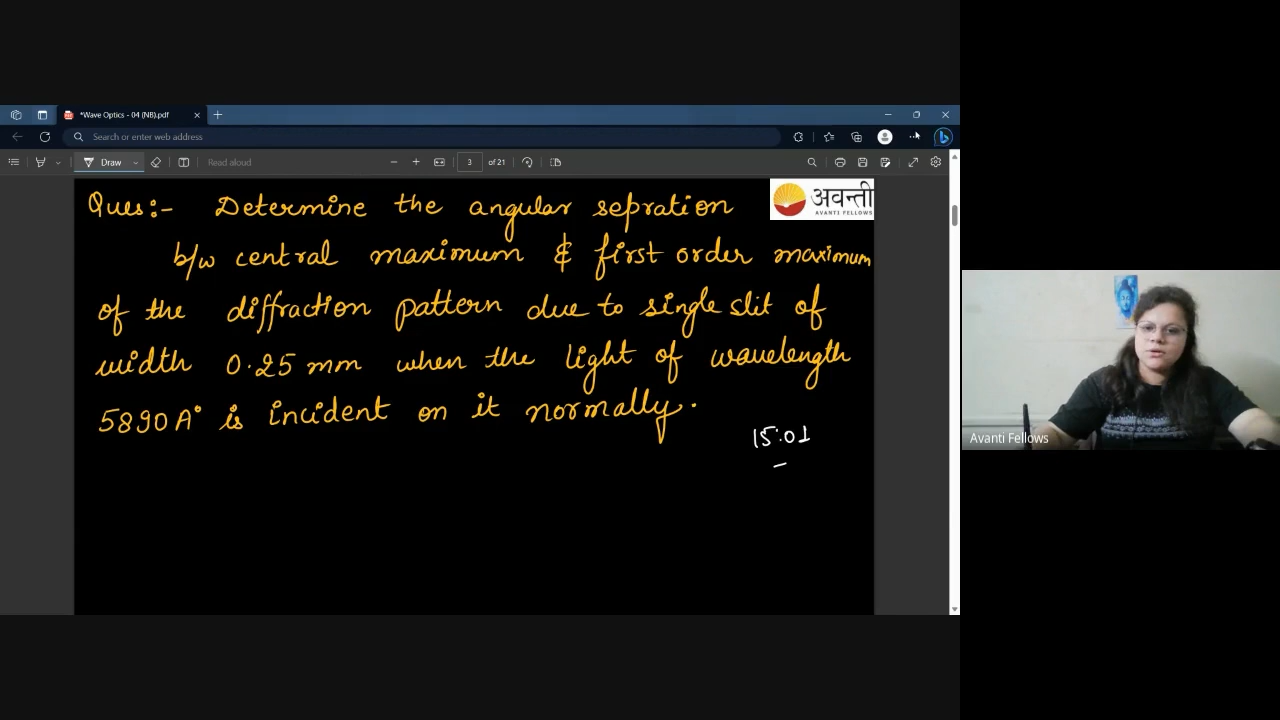 *Wave Optics - 04 (NB).pdf
Search or enter web address
Draw
Read aloud
3 of 21
Ques:- Determine the angular sepration
b/w central maximum & first order maximum
of the diffraction pattern due to single slit of
width 0.25 mm when the light of wavelength
5890 A° is incident on it normally.
15:01
अवन्ती
AVANTI FELLOWS
Avanti Fellows